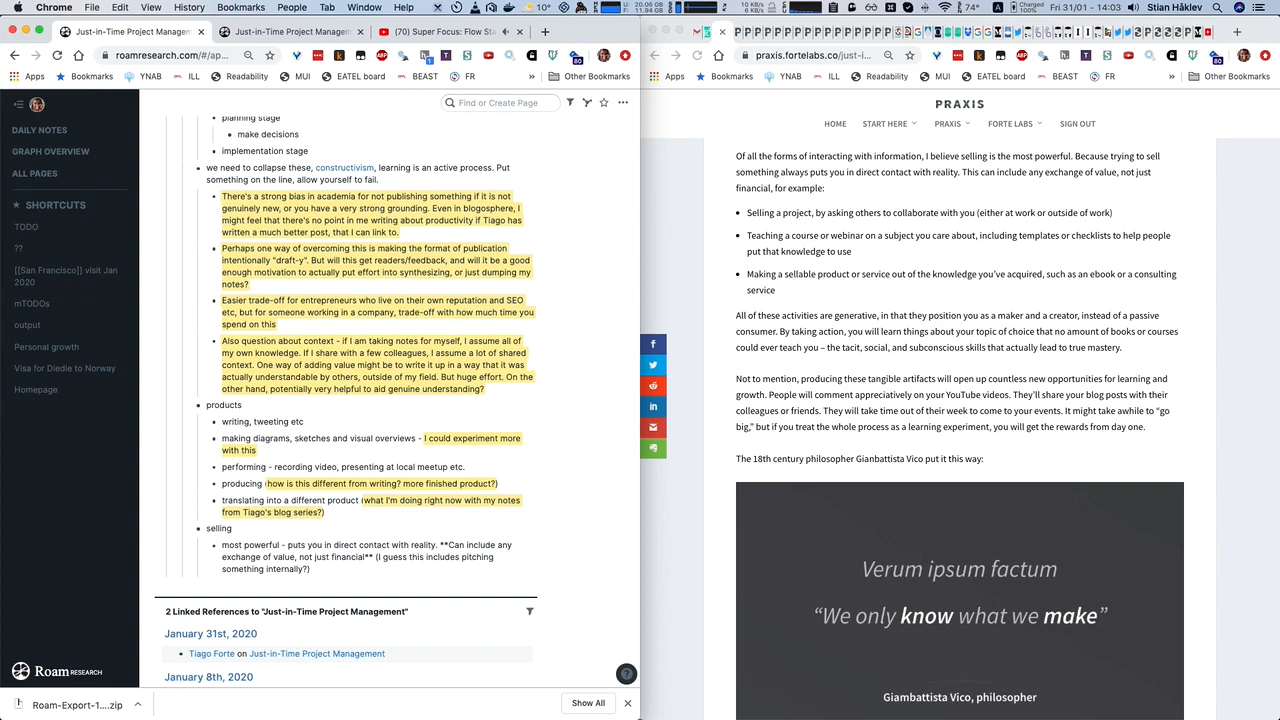 Chrome File Edit View History Bookmarks People Tab Window Help
10° 20.06 GB 11.94 GB 10 KB/s 6 KB/s 74° Charged 100% Fri 31/01 - 14:03 Stian Håklev
Just-in-Time Project Managem
Just-in-Time Project Managem
(70) Super Focus: Flow Sta
roamresearch.com/#/ap...
praxis.fortelabs.co/just-i...
Apps Bookmarks YNAB ILL Readability MUI EATEL board BEAST FR » Other Bookmarks
Apps Bookmarks YNAB ILL Readability MUI EATEL board BEAST FR » Other Bookmarks
Find or Create Page
DAILY NOTES
GRAPH OVERVIEW
ALL PAGES
★ SHORTCUTS
TODO
??
[[San Francisco]] visit Jan
2020
mTODOs
output
Personal growth
Visa for Diedie to Norway
Homepage
Roam RESEARCH
planning stage
make decisions
implementation stage
we need to collapse these, constructivism, learning is an active process. Put
something on the line, allow yourself to fail.
There's a strong bias in academia for not publishing something if it is not
genuinely new, or you have a very strong grounding. Even in blogosphere, I
might feel that there's no point in me writing about productivity if Tiago has
written a much better post, that I can link to.
Perhaps one way of overcoming this is making the format of publication
intentionally "draft-y". But will this get readers/feedback, and will it be a good
enough motivation to actually put effort into synthesizing, or just dumping my
notes?
Easier trade-off for entrepreneurs who live on their own reputation and SEO
etc, but for someone working in a company, trade-off with how much time you
spend on this
Also question about context - if I am taking notes for myself, I assume all of
my own knowledge. If I share with a few colleagues, I assume a lot of shared
context. One way of adding value might be to write it up in a way that it was
actually understandable by others, outside of my field. But huge effort. On the
other hand, potentially very helpful to aid genuine understanding?
products
writing, tweeting etc
making diagrams, sketches and visual overviews - I could experiment more
with this
performing - recording video, presenting at local meetup etc.
producing (how is this different from writing? more finished product?)
translating into a different product (what I'm doing right now with my notes
from Tiago's blog series?)
selling
most powerful - puts you in direct contact with reality. **Can include any
exchange of value, not just financial** (I guess this includes pitching
something internally?)
2 Linked References to "Just-in-Time Project Management"
January 31st, 2020
Tiago Forte on Just-in-Time Project Management
January 8th, 2020
Roam-Export-1....zip
Show All
PRAXIS
HOME START HERE PRAXIS FORTE LABS SIGN OUT
Of all the forms of interacting with information, I believe selling is the most powerful. Because trying to sell
something always puts you in direct contact with reality. This can include any exchange of value, not just
financial, for example:
Selling a project, by asking others to collaborate with you (either at work or outside of work)
Teaching a course or webinar on a subject you care about, including templates or checklists to help people
put that knowledge to use
Making a sellable product or service out of the knowledge you've acquired, such as an ebook or a consulting
service
All of these activities are generative, in that they position you as a maker and a creator, instead of a passive
consumer. By taking action, you will learn things about your topic of choice that no amount of books or courses
could ever teach you – the tacit, social, and subconscious skills that actually lead to true mastery.
Not to mention, producing these tangible artifacts will open up countless new opportunities for learning and
growth. People will comment appreciatively on your YouTube videos. They'll share your blog posts with their
colleagues or friends. They will take time out of their week to come to your events. It might take awhile to “go
big,” but if you treat the whole process as a learning experiment, you will get the rewards from day one.
The 18th century philosopher Gianbattista Vico put it this way:
Verum ipsum factum
“We only know what we make”
Giambattista Vico, philosopher